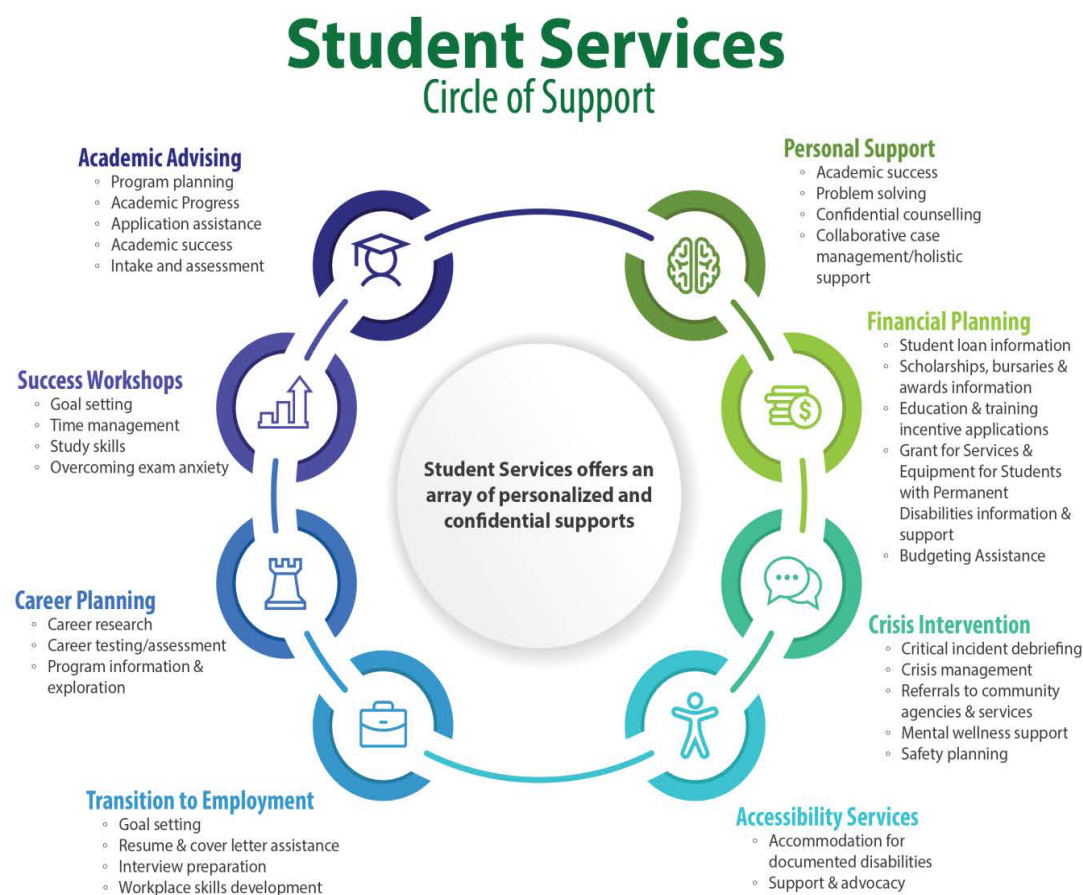 Student Services
Circle of Support
Academic Advising
◦ Program planning
◦ Academic Progress
◦ Application assistance
◦ Academic success
◦ Intake and assessment
Personal Support
◦ Academic success
◦ Problem solving
◦ Confidential counselling
◦ Collaborative case
management/holistic
support
Success Workshops
◦ Goal setting
◦ Time management
◦ Study skills
◦ Overcoming exam anxiety
Financial Planning
◦ Student loan information
◦ Scholarships, bursaries &
awards information
◦ Education & training
incentive applications
◦ Grant for Services &
Equipment for Students
with Permanent
Disabilities information &
support
◦ Budgeting Assistance
$
Student Services offers an
array of personalized and
confidential supports
Career Planning
◦ Career research
◦ Career testing/assessment
◦ Program information &
exploration
Crisis Intervention
◦ Critical incident debriefing
◦ Crisis management
◦ Referrals to community
agencies & services
◦ Mental wellness support
◦ Safety planning
Transition to Employment
◦ Goal setting
◦ Resume & cover letter assistance
◦ Interview preparation
◦ Workplace skills development
Accessibility Services
◦ Accommodation for
documented disabilities
◦ Support & advocacy